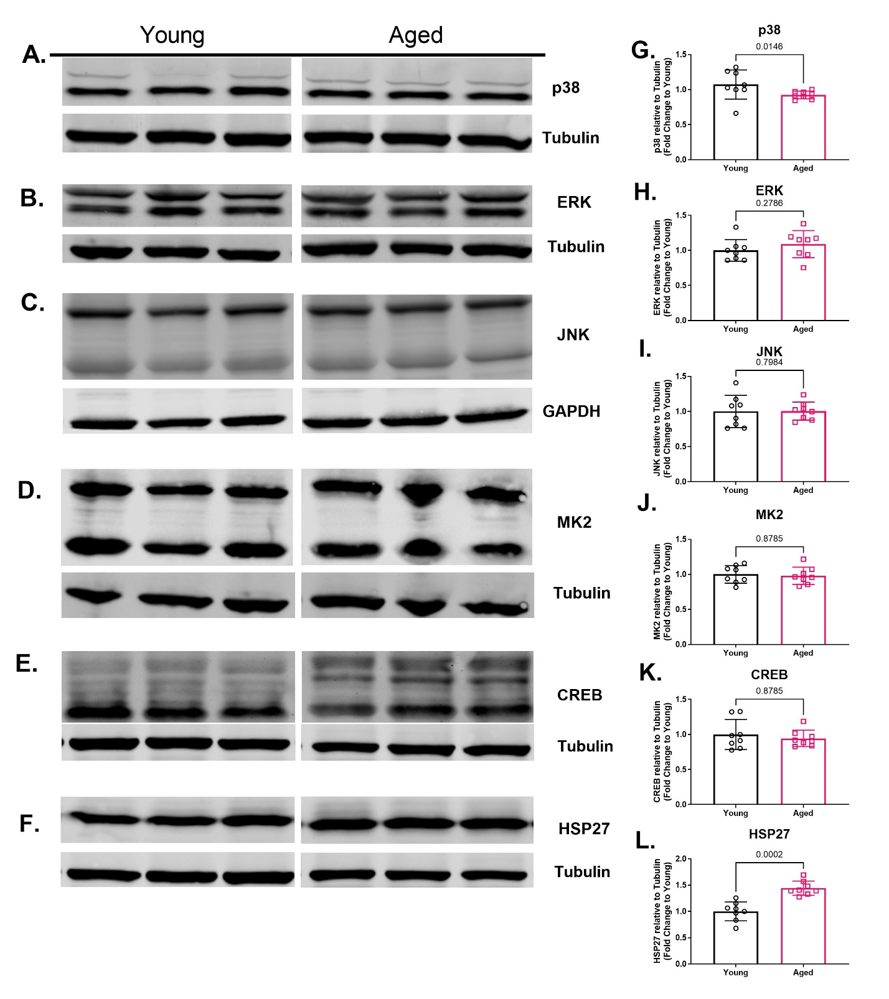 Young Aged
A.
p38
Tubulin
B.
ERK
Tubulin
C.
JNK
GAPDH
D.
MK2
Tubulin
E.
CREB
Tubulin
F.
HSP27
Tubulin
G.
p38
0.0146
p38 relative to Tubulin
(Fold Change to Young)
1.5
1.0
0.5
0.0
Young Aged
H.
ERK
0.2786
ERK relative to Tubulin
(Fold Change to Young)
1.5
1.0
0.5
0.0
Young Aged
I.
JNK
0.7984
JNK relative to Tubulin
(Fold Change to Young)
1.5
1.0
0.5
0.0
Young Aged
J.
MK2
0.8785
MK2 relative to Tubulin
(Fold Change to Young)
1.5
1.0
0.5
0.0
Young Aged
K.
CREB
0.8785
CREB relative to Tubulin
(Fold Change to Young)
1.5
1.0
0.5
0.0
Young Aged
L.
HSP27
0.0002
HSP27 relative to Tubulin
(Fold Change to Young)
2.0
1.5
1.0
0.5
0.0
Young Aged